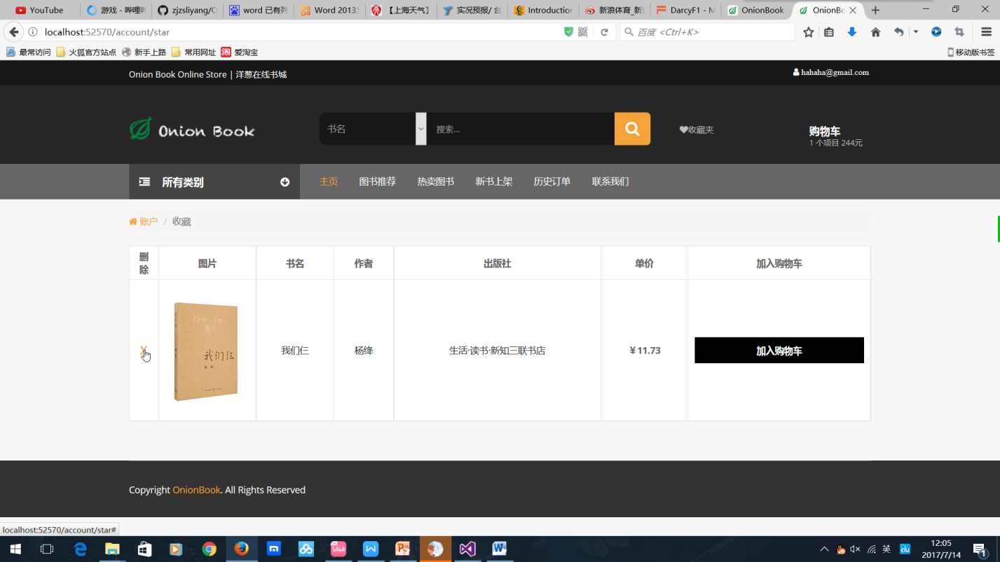 YouTube
游戏 - 哔哩哔
zjzsliyang/O
word 已有列
Word 2013
【上海天气】
实况预报/ 台
Introduction
新浪体育_新
DarcyF1 - M
OnionBook
OnionBo
localhost:52570/account/star
百度 <Ctrl+K>
最常访问 火狐官方站点 新手上路 常用网址 爱淘宝
移动版书签
Onion Book Online Store | 洋葱在线书城
hahaha@gmail.com
Onion Book
书名
搜索...
收藏夹
购物车
1 个项目 244元
所有类别
主页 图书推荐 热卖图书 新书上架 历史订单 联系我们
账户 / 收藏
删除 图片 书名 作者 出版社 单价 加入购物车
我们仨
X 我们仨 杨绛 生活·读书·新知三联书店 ￥11.73 加入购物车
Copyright OnionBook. All Rights Reserved
localhost:52570/account/star#
英
du
12:05
2017/7/14
1